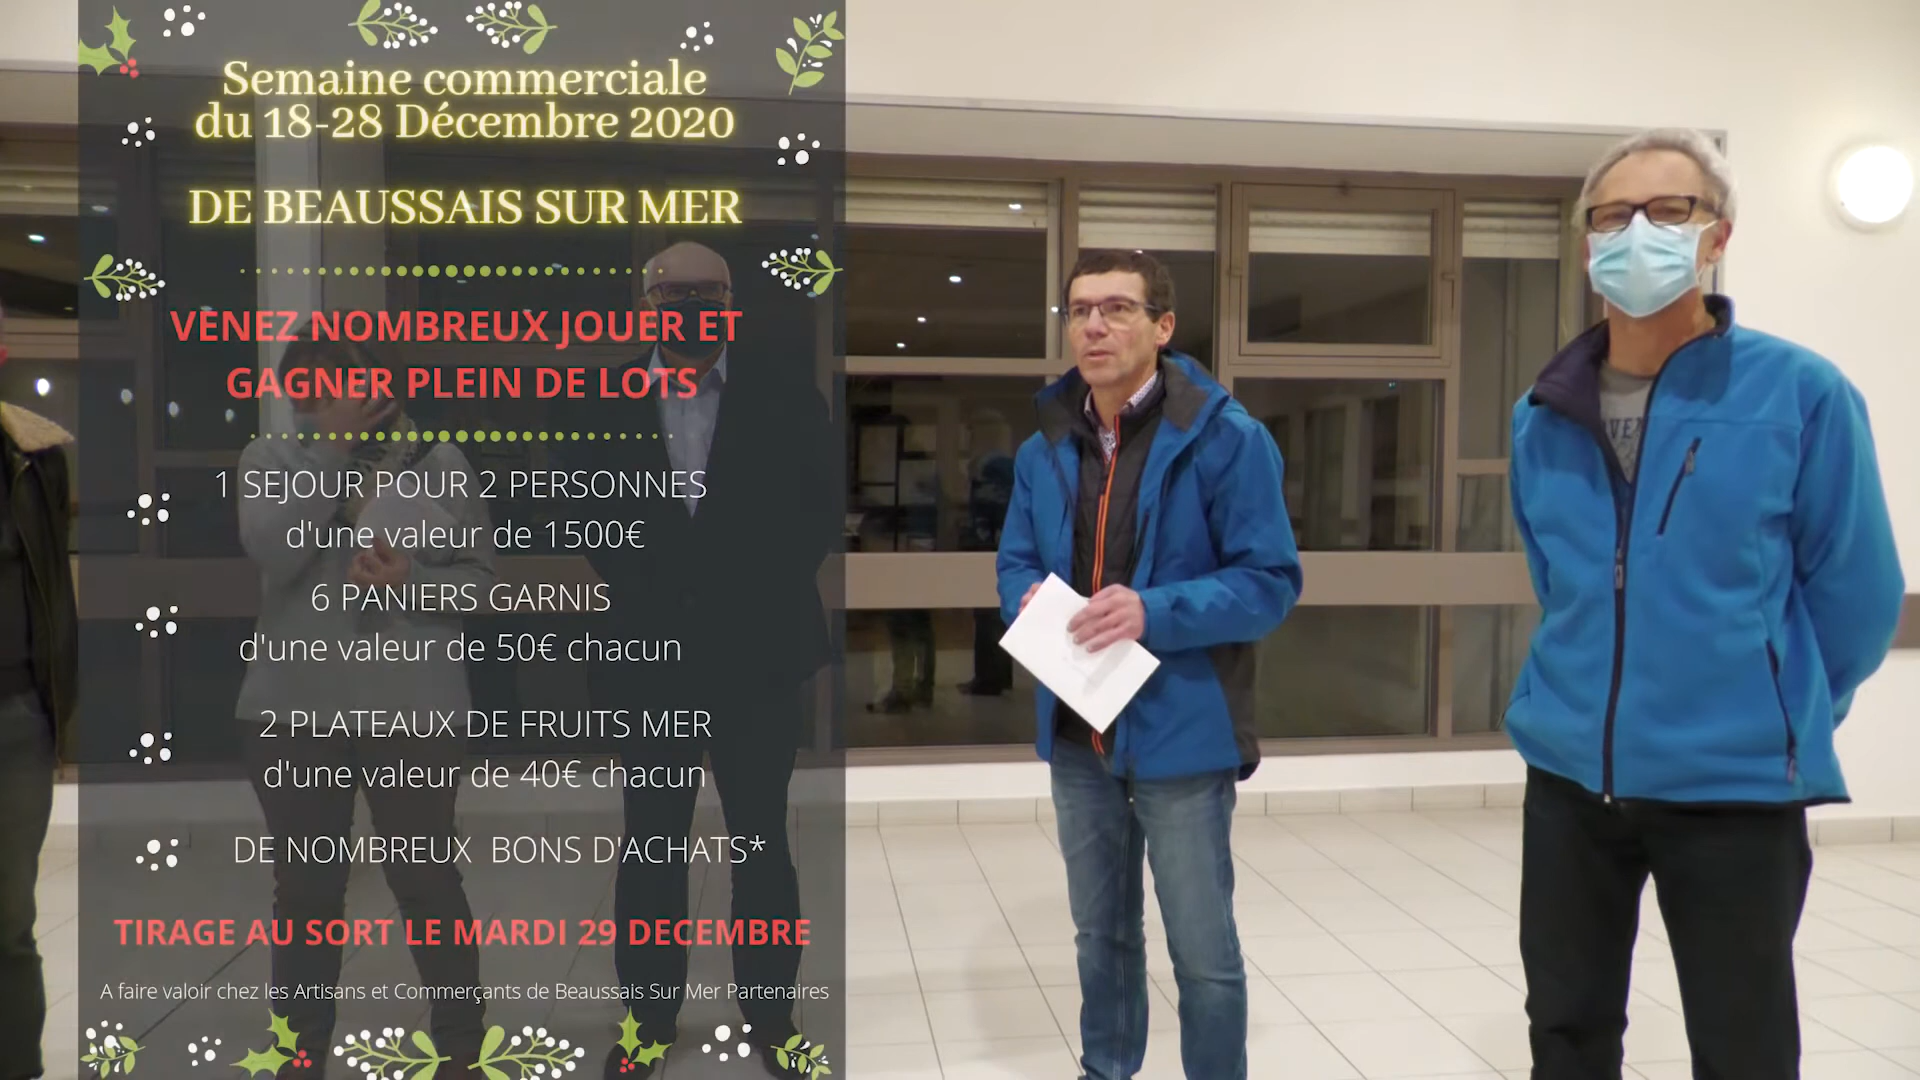 Semaine commerciale
du 18-28 Décembre 2020
DE BEAUSSAIS SUR MER
VENEZ NOMBREUX JOUER ET
GAGNER PLEIN DE LOTS
1 SEJOUR POUR 2 PERSONNES
d'une valeur de 1500€
6 PANIERS GARNIS
d'une valeur de 50€ chacun
2 PLATEAUX DE FRUITS MER
d'une valeur de 40€ chacun
DE NOMBREUX BONS D'ACHATS*
TIRAGE AU SORT LE MARDI 29 DECEMBRE
A faire valoir chez les Artisans et Commerçants de Beaussais Sur Mer Partenaires